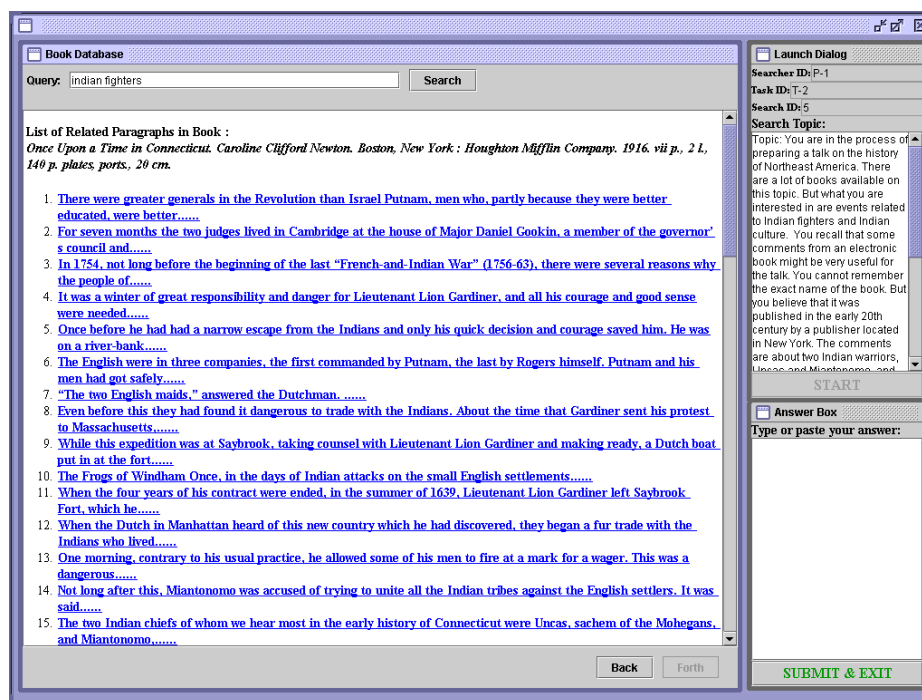 Book Database
Query: indian fighters Search
List of Related Paragraphs in Book :
Once Upon a Time in Connecticut. Caroline Clifford Newton. Boston, New York : Houghton Mifflin Company. 1916. vii p., 2 l.,
140 p. plates, ports., 20 cm.
1. There were greater generals in the Revolution than Israel Putnam, men who, partly because they were better
educated, were better......
2. For seven months the two judges lived in Cambridge at the house of Major Daniel Gookin, a member of the governor'
s council and......
3. In 1754, not long before the beginning of the last “French-and-Indian War” (1756-63), there were several reasons why
the people of......
4. It was a winter of great responsibility and danger for Lieutenant Lion Gardiner, and all his courage and good sense
were needed......
5. Once before he had had a narrow escape from the Indians and only his quick decision and courage saved him. He was
on a river-bank......
6. The English were in three companies, the first commanded by Putnam, the last by Rogers himself. Putnam and his
men had got safely......
7. “The two English maids,” answered the Dutchman. ......
8. Even before this they had found it dangerous to trade with the Indians. About the time that Gardiner sent his protest
to Massachusetts,......
9. While this expedition was at Saybrook, taking counsel with Lieutenant Lion Gardiner and making ready, a Dutch boat
put in at the fort......
10. The Frogs of Windham Once, in the days of Indian attacks on the small English settlements......
11. When the four years of his contract were ended, in the summer of 1639, Lieutenant Lion Gardiner left Saybrook
Fort, which he......
12. When the Dutch in Manhattan heard of this new country which he had discovered, they began a fur trade with the
Indians who lived......
13. One morning, contrary to his usual practice, he allowed some of his men to fire at a mark for a wager. This was a
dangerous......
14. Not long after this, Miantonomo was accused of trying to unite all the Indian tribes against the English settlers. It was
said......
15. The two Indian chiefs of whom we hear most in the early history of Connecticut were Uncas, sachem of the Mohegans,
and Miantonomo,......
Back Forth
Launch Dialog
Searcher ID: P-1
Task ID: T-2
Search ID: 5
Search Topic:
Topic: You are in the process of
preparing a talk on the history
of Northeast America. There
are a lot of books available on
this topic. But what you are
interested in are events related
to Indian fighters and Indian
culture. You recall that some
comments from an electronic
book might be very useful for
the talk. You cannot remember
the exact name of the book. But
you believe that it was
published in the early 20th
century by a publisher located
in New York. The comments
are about two Indian warriors,
Uncas and Miantonomo, and
START
Answer Box
Type or paste your answer:
SUBMIT & EXIT